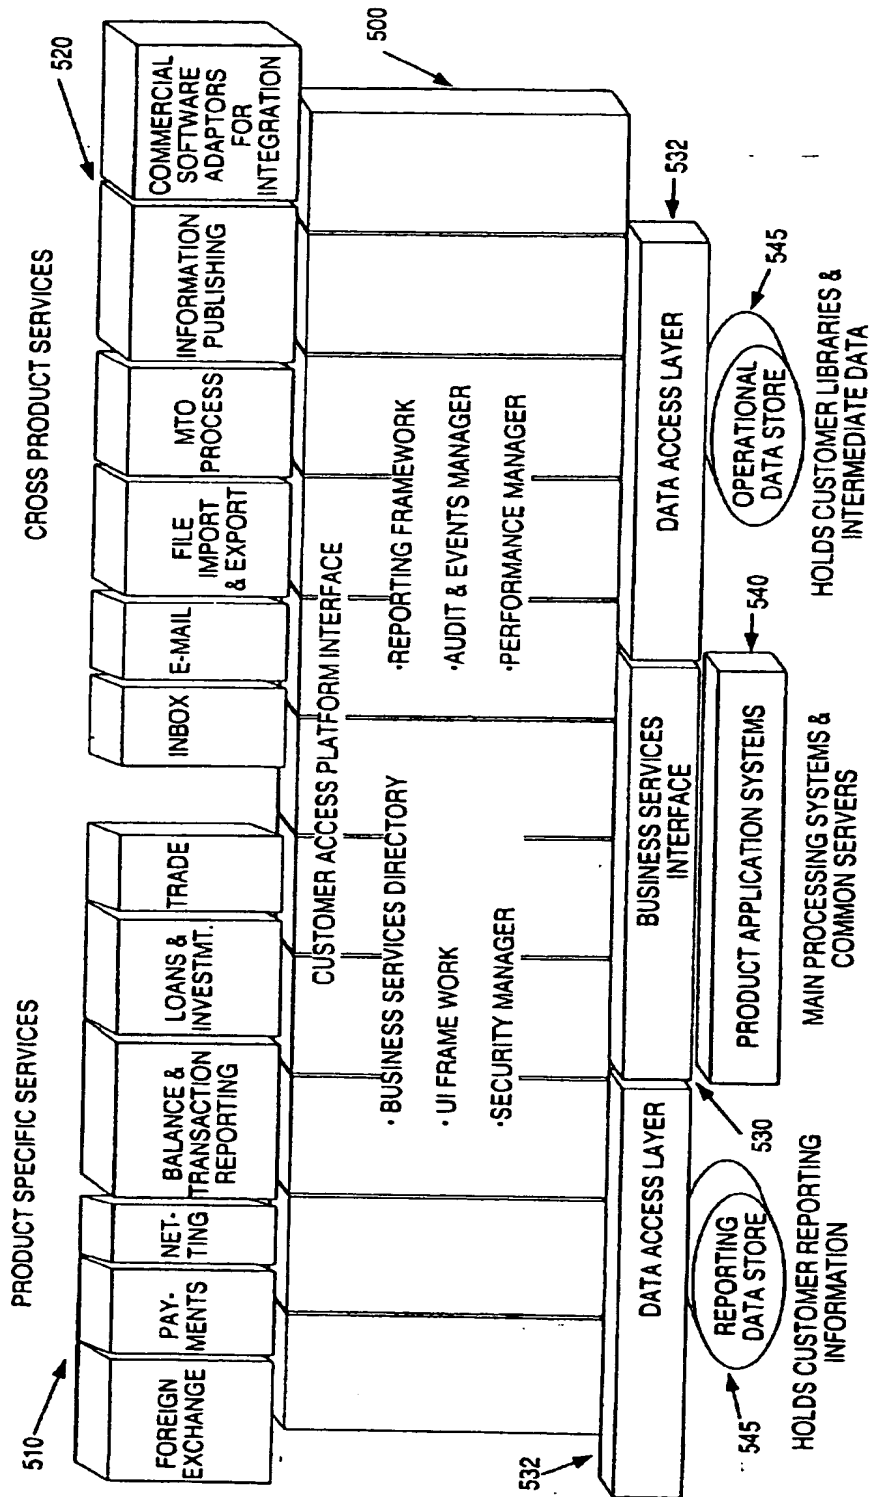 PRODUCT SPECIFIC SERVICES
CROSS PRODUCT SERVICES
510
520
FOREIGN
EXCHANGE
PAY-
MENTS
NET-
TING
BALANCE &
TRANSACTION
REPORTING
LOANS &
INVESTMT.
TRADE
INBOX
E-MAIL
FILE
IMPORT
& EXPORT
MTO
PROCESS
INFORMATION
PUBLISHING
COMMERCIAL
SOFTWARE
ADAPTORS
FOR
INTEGRATION
500
CUSTOMER ACCESS PLATFORM INTERFACE
· BUSINESS SERVICES DIRECTORY
· UI FRAME WORK
·SECURITY MANAGER
·REPORTING FRAMEWORK
·AUDIT & EVENTS MANAGER
·PERFORMANCE MANAGER
532
DATA ACCESS LAYER
BUSINESS SERVICES
INTERFACE
DATA ACCESS LAYER
532
545
REPORTING
DATA STORE
530
PRODUCT APPLICATION SYSTEMS
540
OPERATIONAL
DATA STORE
545
HOLDS CUSTOMER REPORTING
INFORMATION
MAIN PROCESSING SYSTEMS &
COMMON SERVERS
HOLDS CUSTOMER LIBRARIES &
INTERMEDIATE DATA